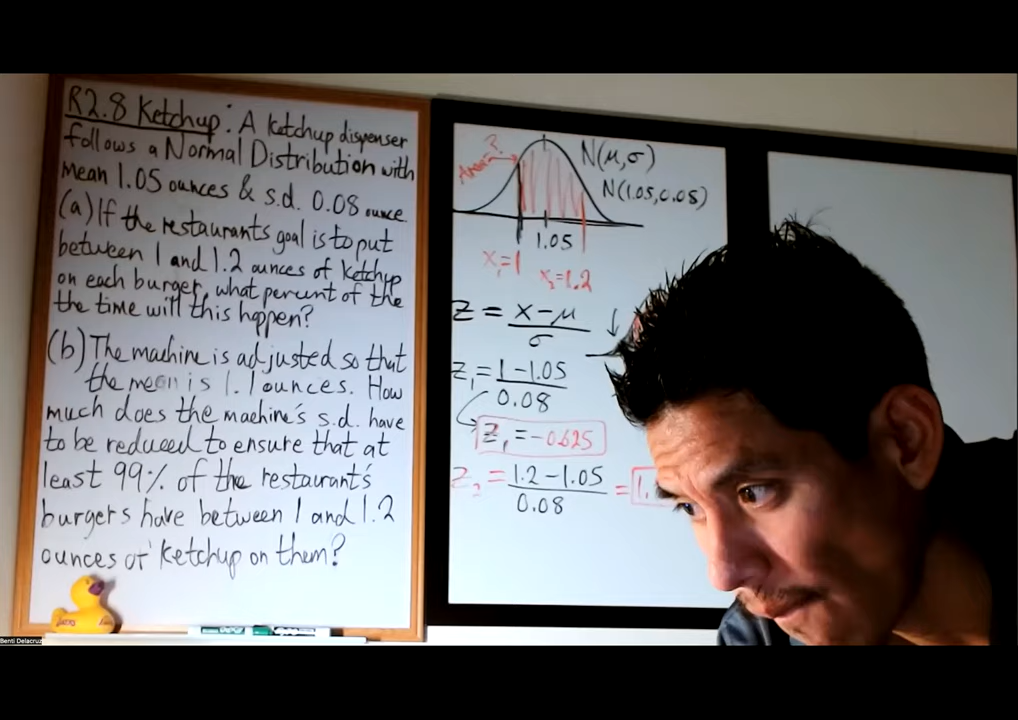 R2.8 Ketchup: A ketchup dispenser
follows a Normal Distribution with
mean 1.05 ounces & s.d. 0.08 ounce.
(a) If the restaurants goal is to put
between 1 and 1.2 ounces of ketchup
on each burger, what percent of the
the time will this happen?
(b) The machine is adjusted so that
the mean is 1.1 ounces. How
much does the machine's s.d. have
to be reduced to ensure that at
least 99% of the restaurant's
burgers have between 1 and 1.2
ounces of ketchup on them?
Benti Delacruz
Area=?
N(μ,σ)
N(1.05,0.08)
1.05
x₁=1
x₂=1.2
z = x-μ / σ
z₁ = 1-1.05 / 0.08
z₁ = -0.625
z₂ = 1.2-1.05 / 0.08 = 1.